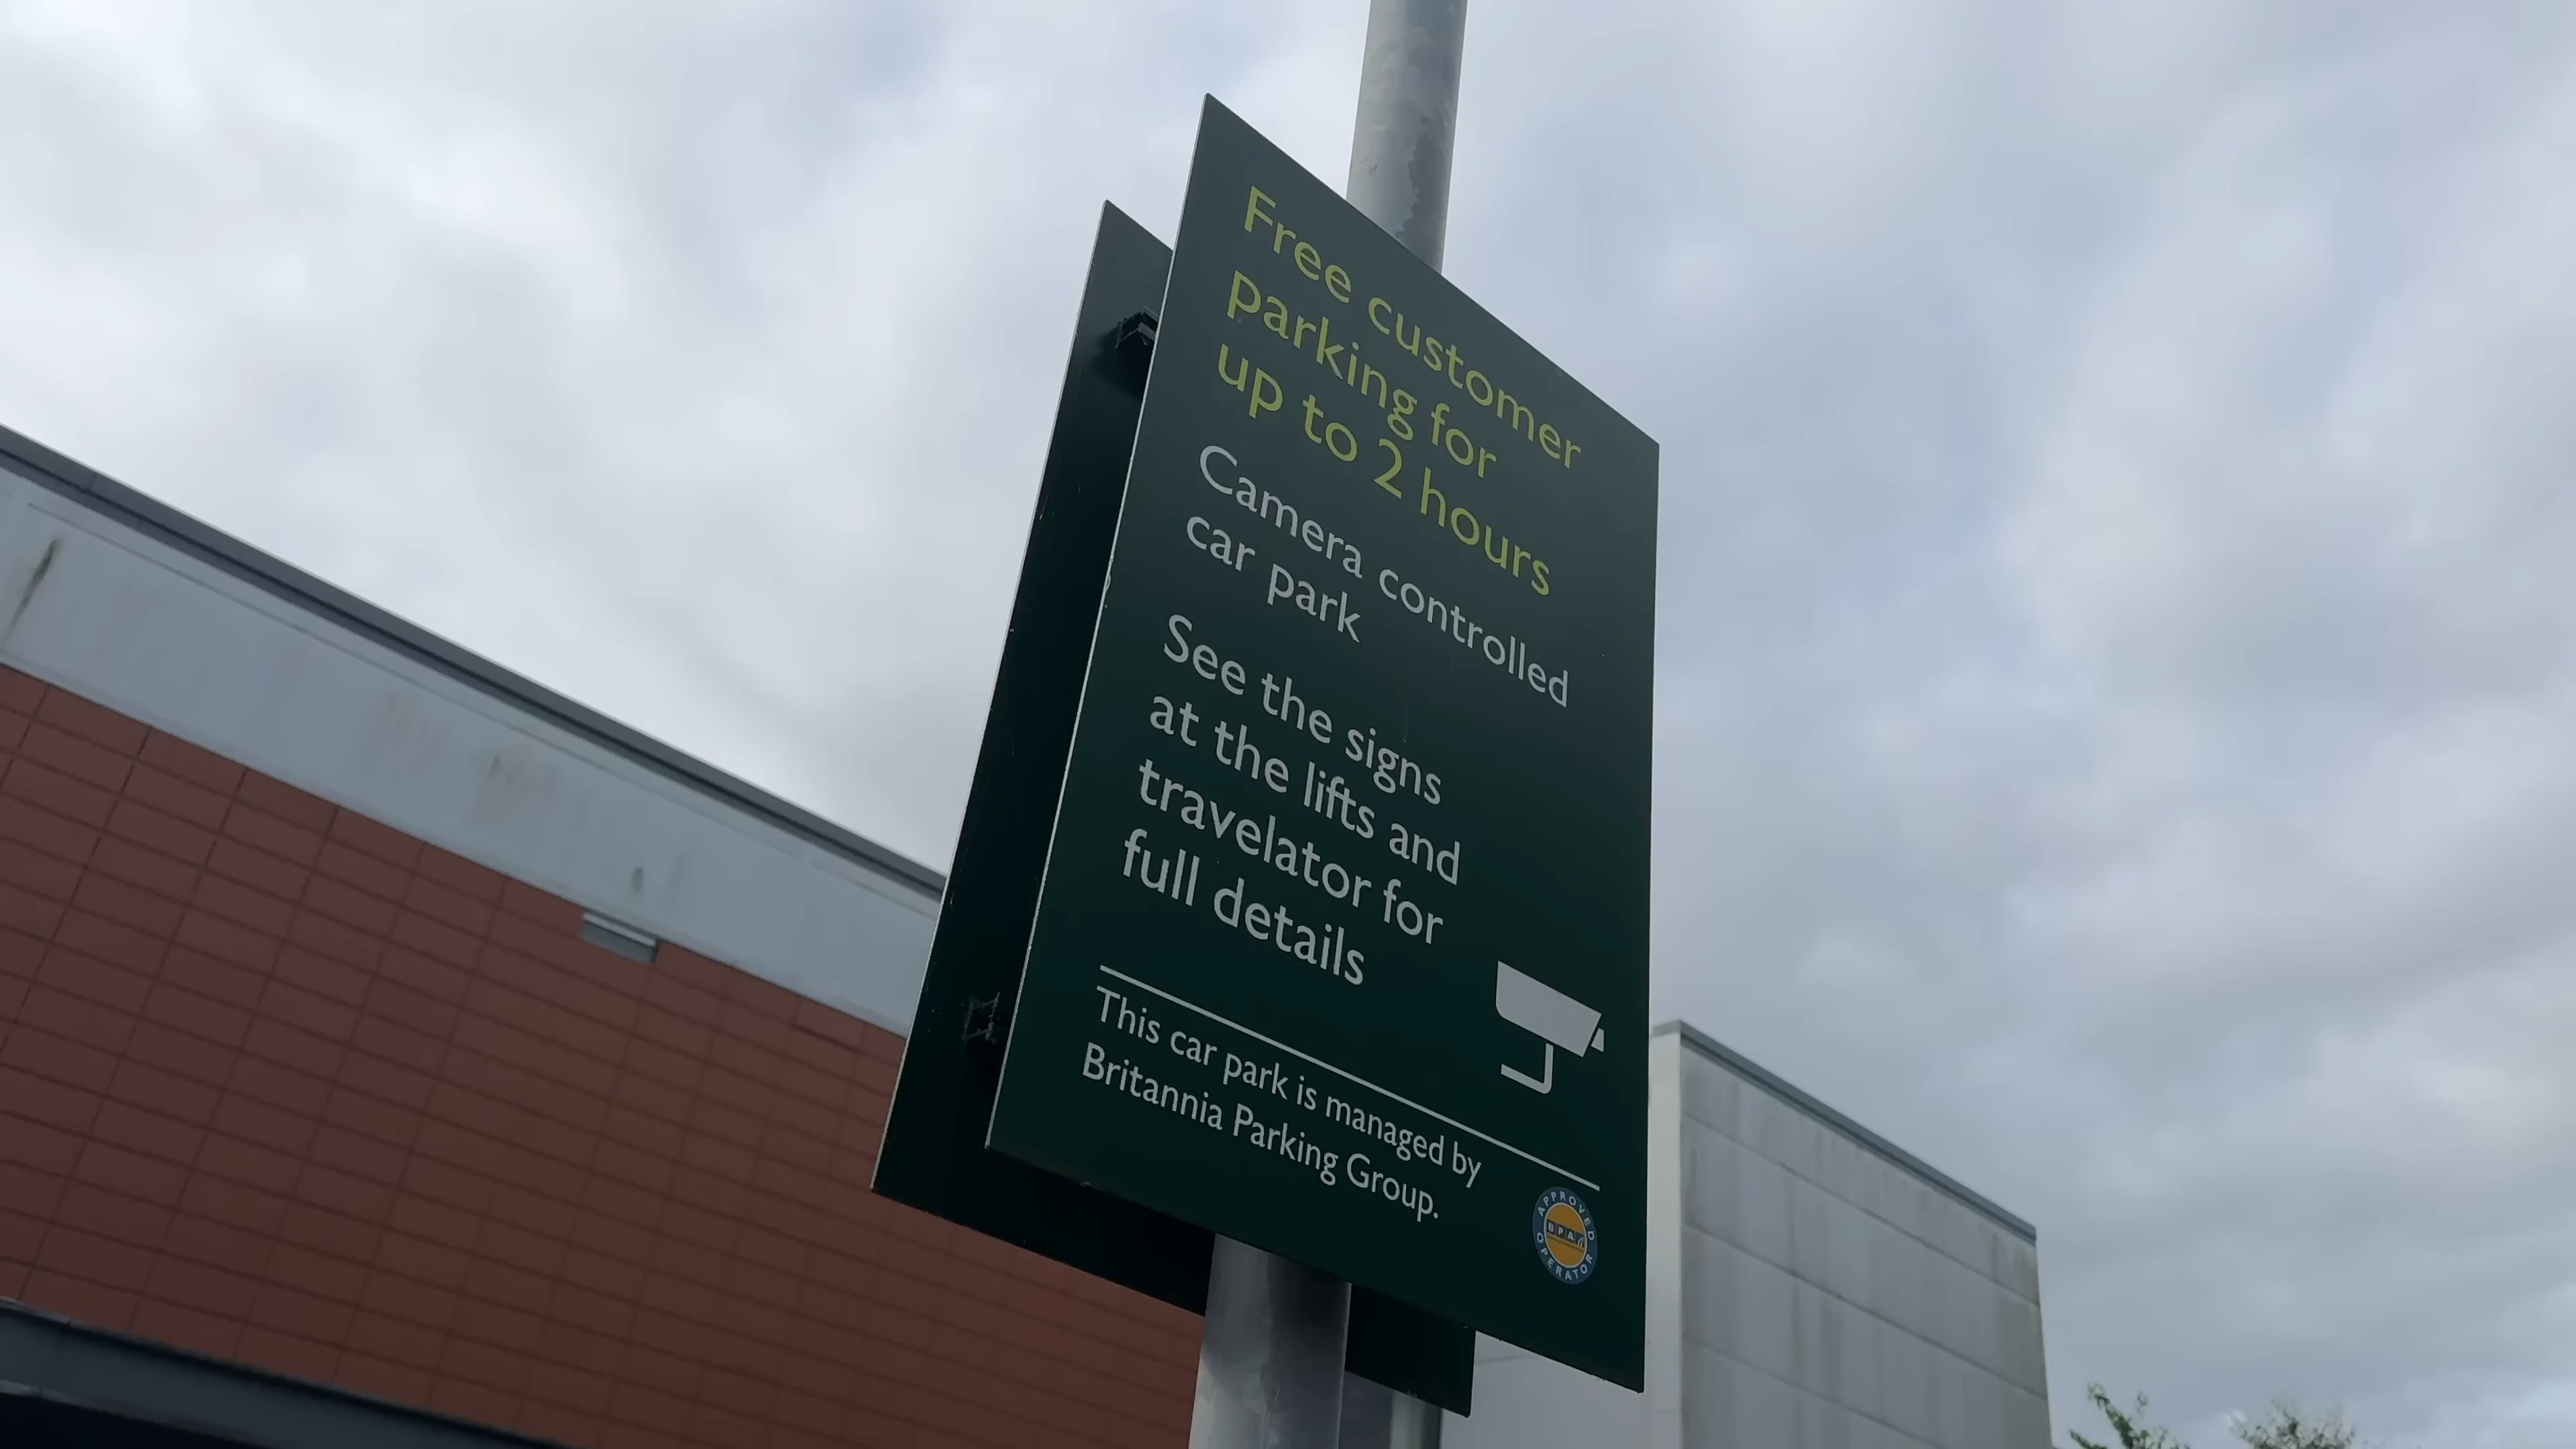 Free customer
parking for
up to 2 hours
Camera controlled
car park
See the signs
at the lifts and
travelator for
full details
This car park is managed by
Britannia Parking Group.
APPROVED
BPA
OPERATOR